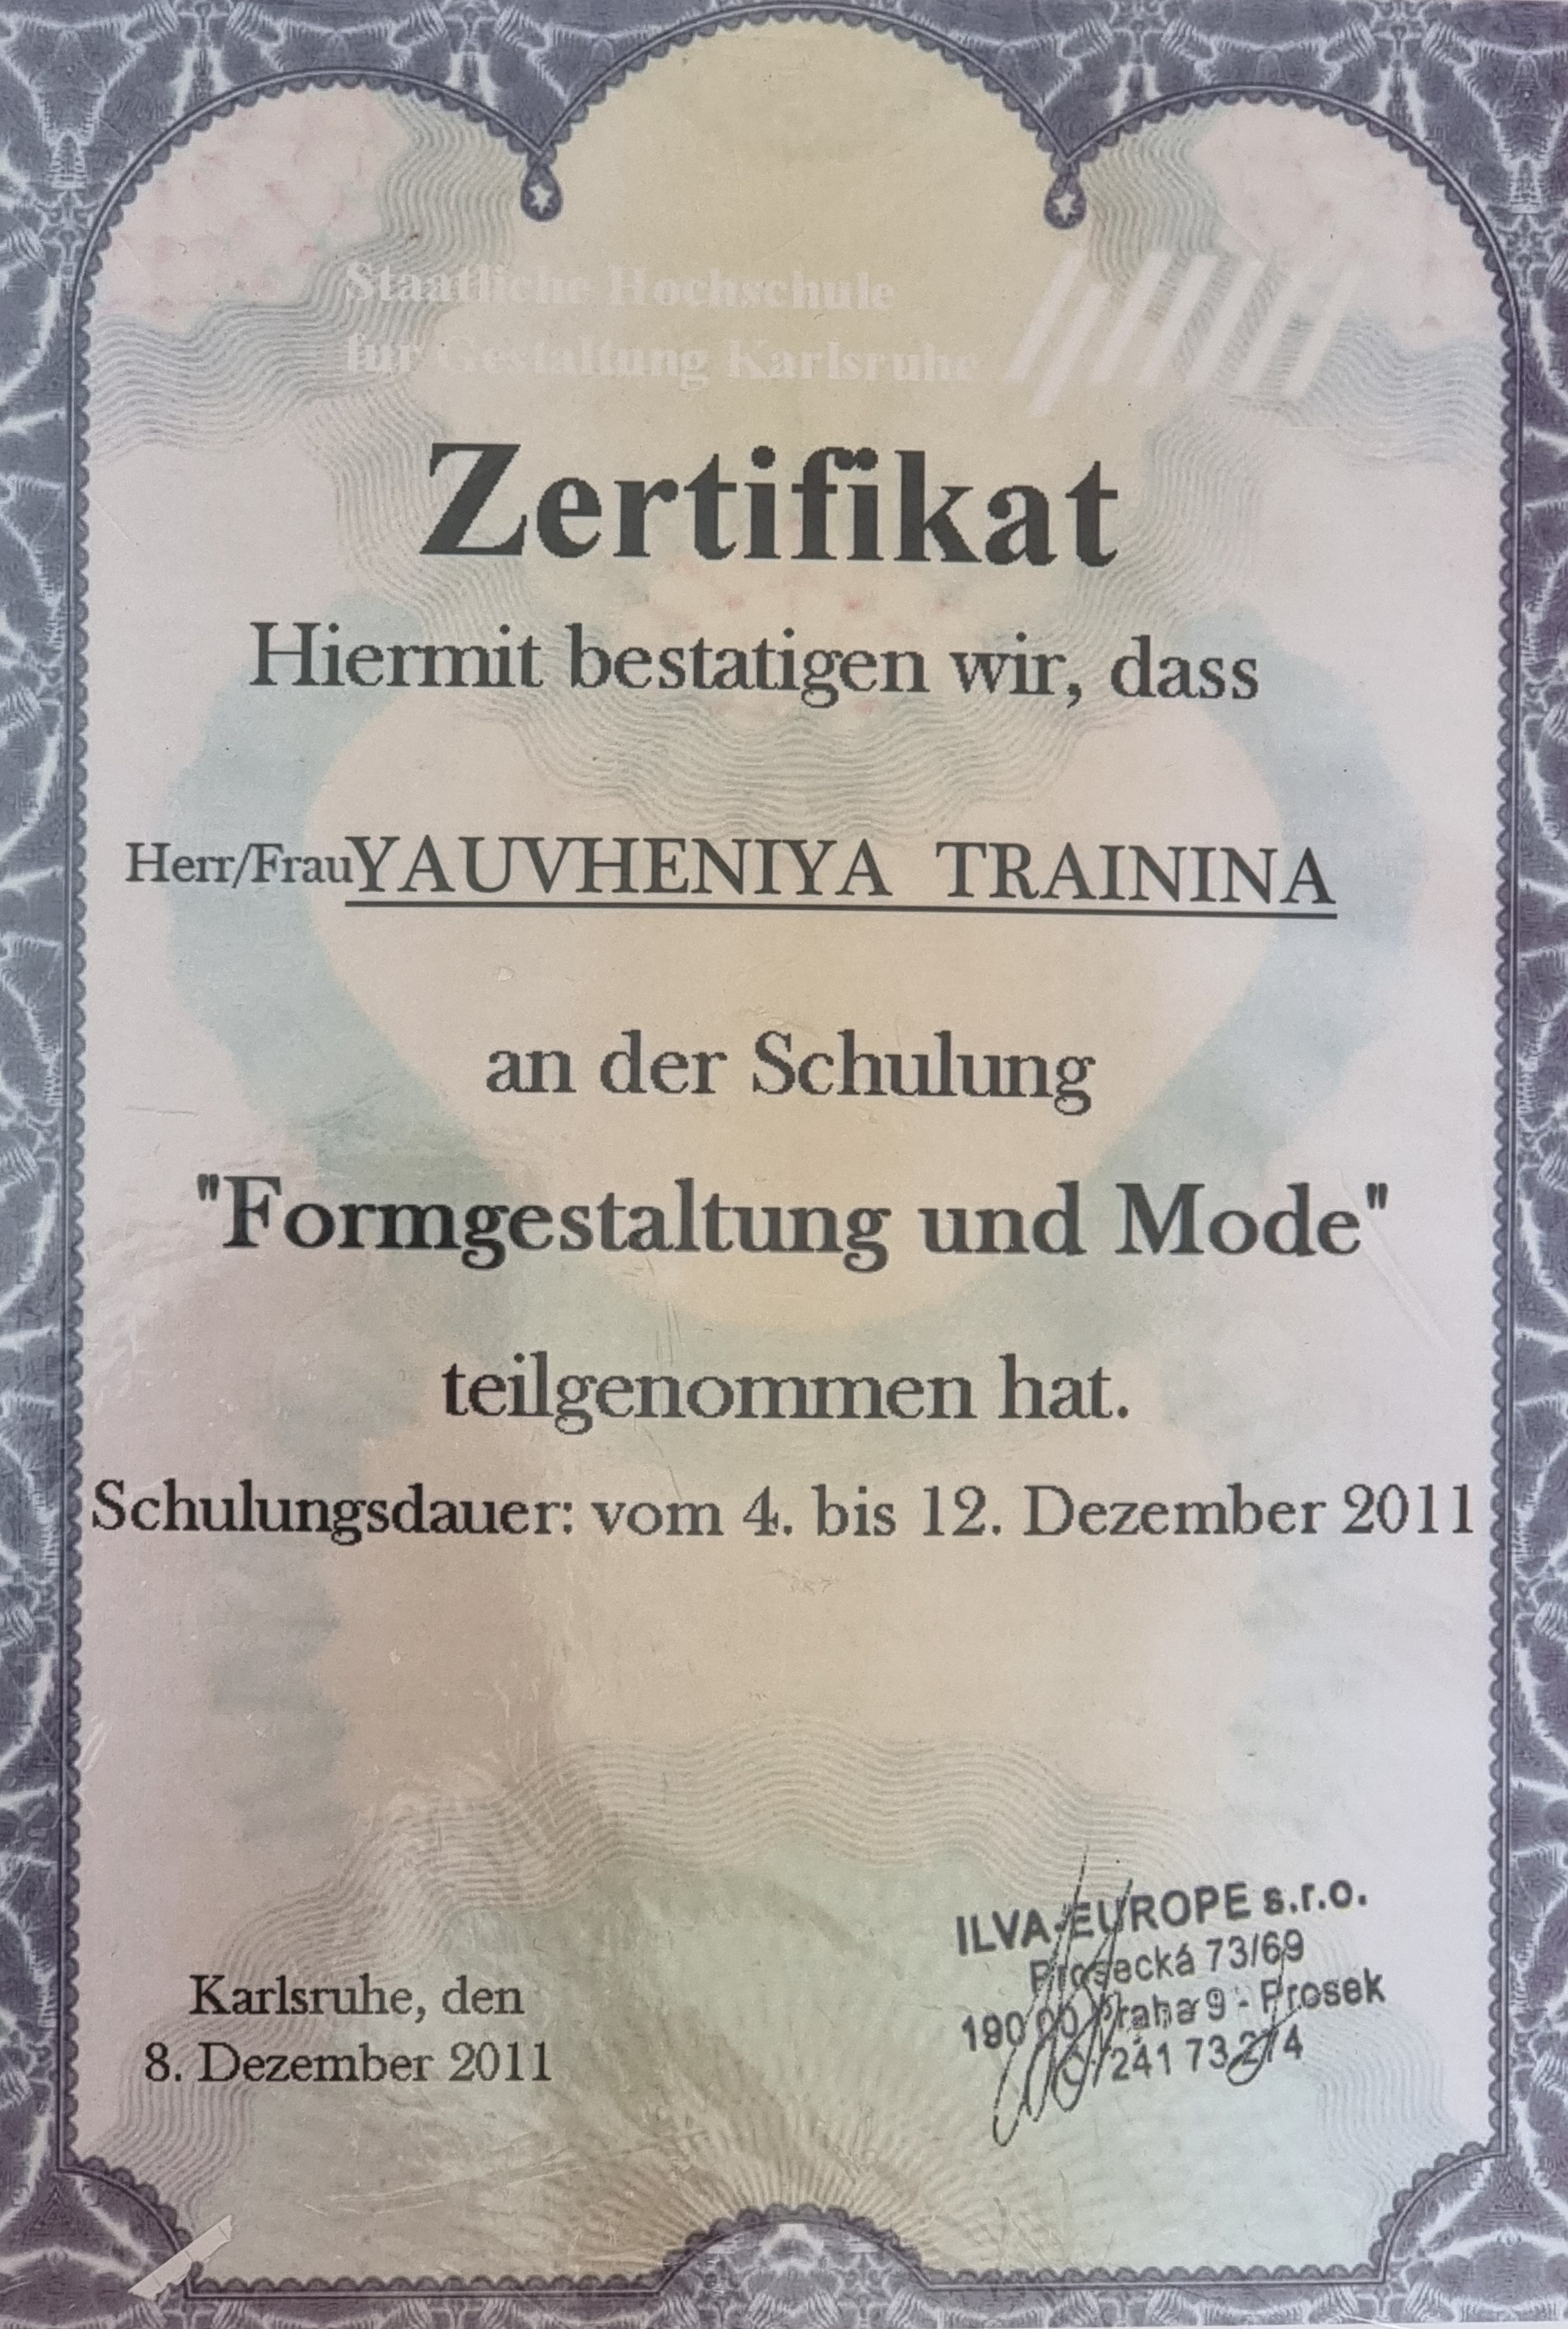 Staatliche Hochschule
fur Gestaltung Karlsruhe
Zertifikat
Hiermit bestatigen wir, dass
Herr/Frau YAUVHENIYA TRAININA
an der Schulung
"Formgestaltung und Mode"
teilgenommen hat.
Schulungsdauer: vom 4. bis 12. Dezember 2011
Karlsruhe, den
8. Dezember 2011
ILVA-EUROPE s.r.o.
Prosecká 73/69
190 00 Praha 9 - Prosek
241 73